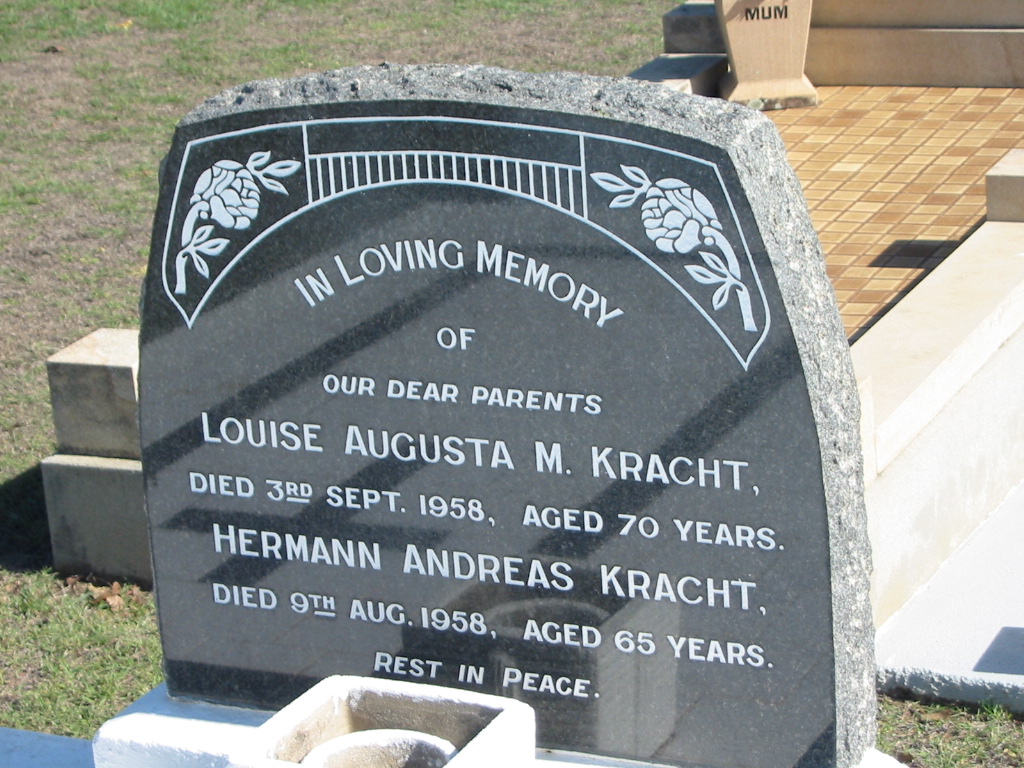 MUM
IN LOVING MEMORY
OF
OUR DEAR PARENTS
LOUISE AUGUSTA M. KRACHT,
DIED 3RD SEPT. 1958, AGED 70 YEARS.
HERMANN ANDREAS KRACHT,
DIED 9TH AUG. 1958, AGED 65 YEARS.
REST IN PEACE.